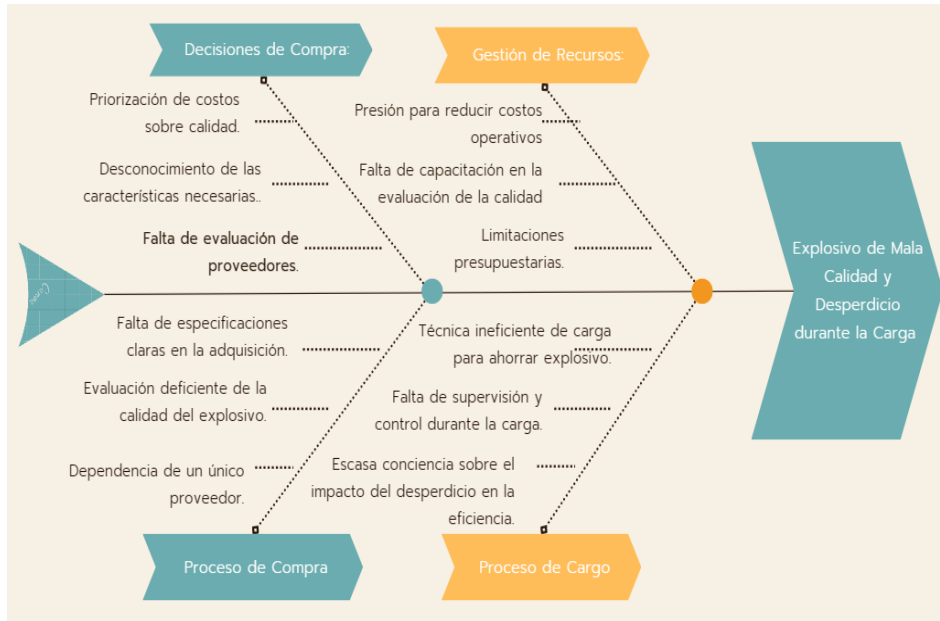 Decisiones de Compra:
Gestión de Recursos:
Priorización de costos
sobre calidad.
Desconocimiento de las
características necesarias..
Falta de evaluación de
proveedores.
Presión para reducir costos
operativos
Falta de capacitación en la
evaluación de la calidad
Limitaciones
presupuestarias.
Explosivo de Mala
Calidad y
Desperdicio
durante la Carga
Falta de especificaciones
claras en la adquisición.
Evaluación deficiente de la
calidad del explosivo.
Dependencia de un único
proveedor.
Técnica ineficiente de carga
para ahorrar explosivo.
Falta de supervisión y
control durante la carga.
Escasa conciencia sobre el
impacto del desperdicio en la
eficiencia.
Proceso de Compra
Proceso de Cargo